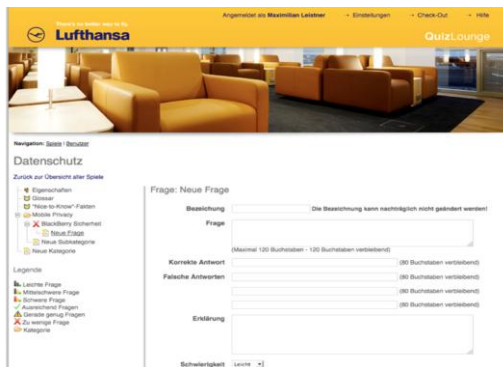 There's no better way to fly.
Lufthansa
Angemeldet als Maximilian Leistner → Einstellungen → Check-Out → Hilfe
QuizLounge
Navigation: Spiele | Benutzer
Datenschutz
Zurück zur Übersicht aller Spiele
Eigenschaften
Glossar
"Nice-to-Know"-Fakten
Mobile Privacy
BlackBerry Sicherheit
Neue Frage
Neue Subkategorie
Neue Kategorie
Legende
Leichte Frage
Mittelschwere Frage
Schwere Frage
Ausreichend Fragen
Gerade genug Fragen
Zu wenige Frage
Kategorie
Frage: Neue Frage
Bezeichnung Die Bezeichnung kann nachträglich nicht geändert werden!
Frage
(Maximal 120 Buchstaben - 120 Buchstaben verbleibend)
Korrekte Antwort (80 Buchstaben verbleibend)
Falsche Antworten (80 Buchstaben verbleibend)
(80 Buchstaben verbleibend)
(80 Buchstaben verbleibend)
Erklärung
Schwierigkeit Leicht